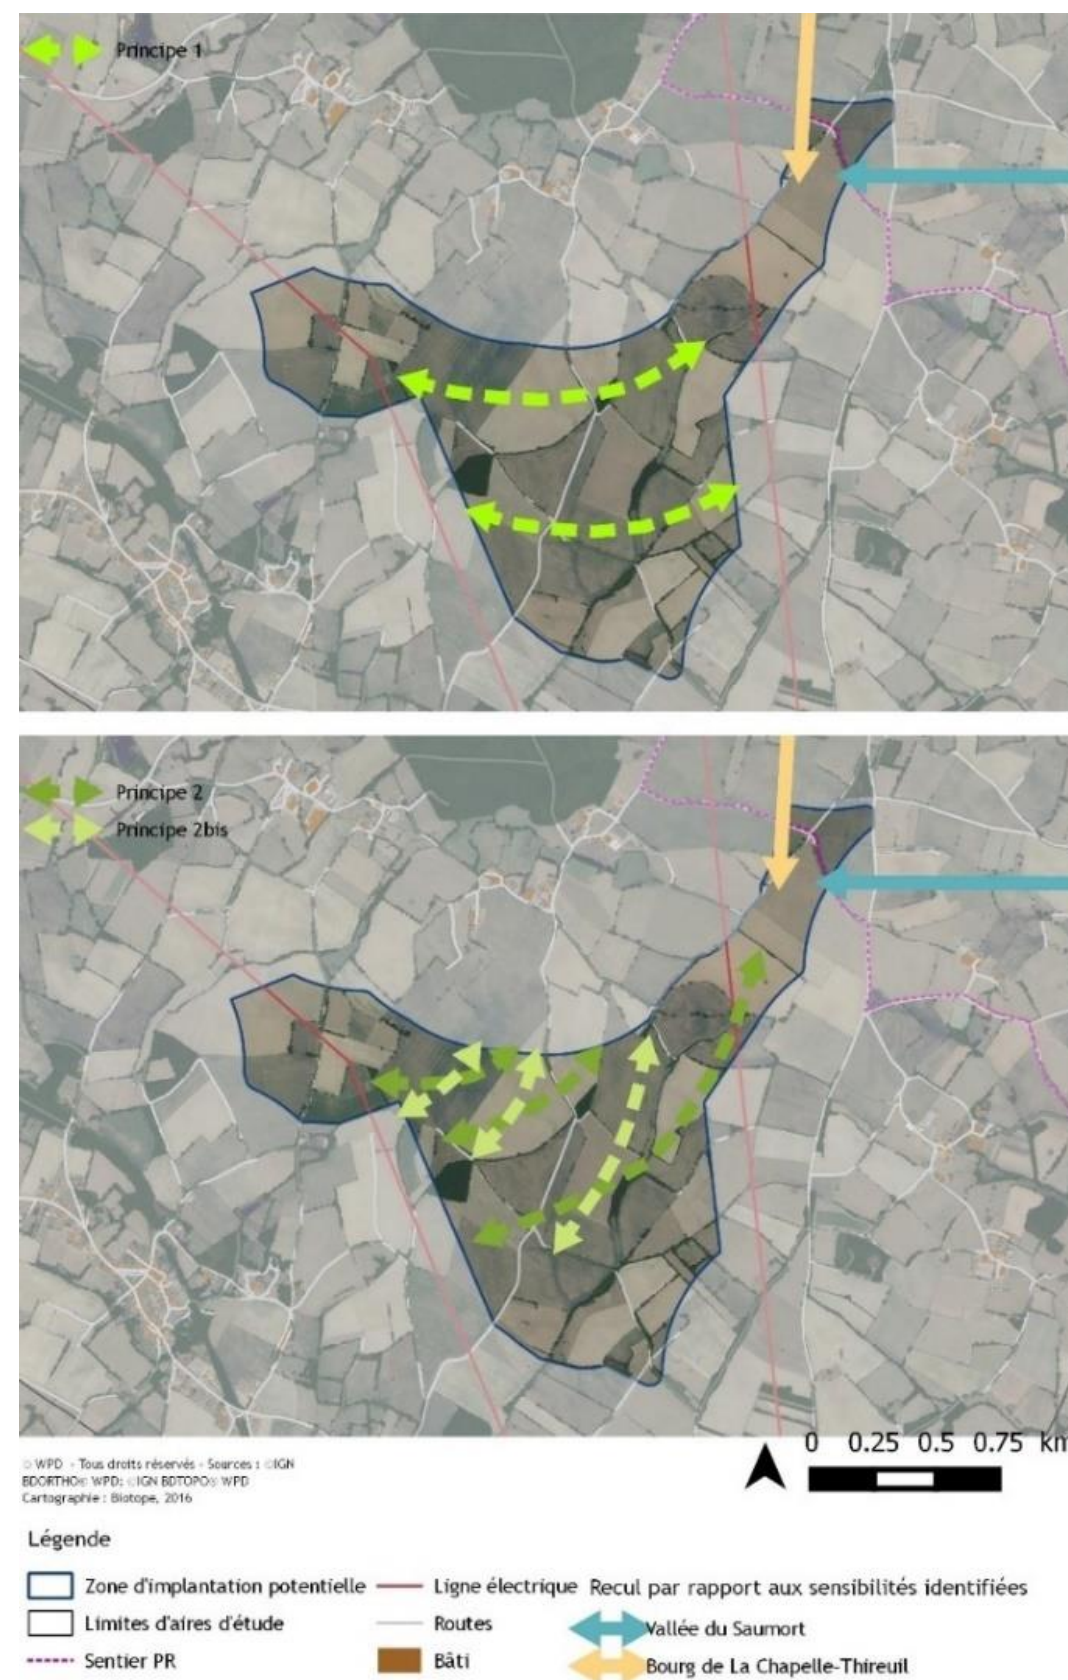 Principe 1
Principe 2
Principe 2bis
0 0.25 0.5 0.75 km
© WPD - Tous droits réservés - Sources : ©IGN
BDORTHO® WPD: ©IGN BDTOPO® WPD
Cartographie : Biotope, 2016
Légende
Zone d'implantation potentielle
Limites d'aires d'étude
Sentier PR
Ligne électrique
Routes
Bâti
Recul par rapport aux sensibilités identifiées
Vallée du Saumort
Bourg de La Chapelle-Thireuil